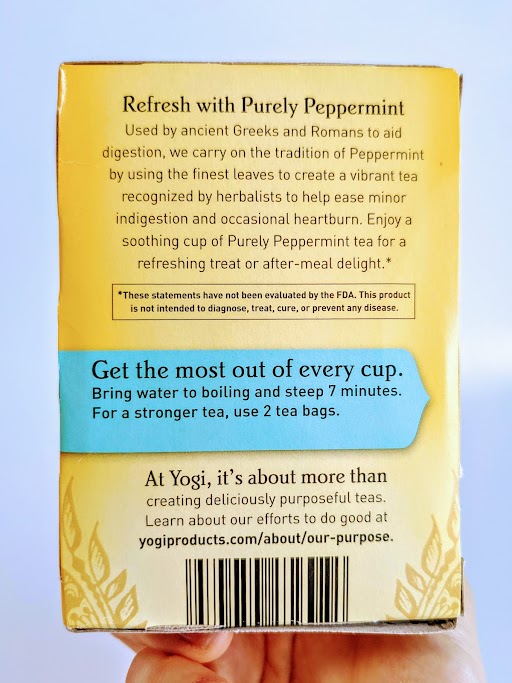 Refresh with Purely Peppermint
Used by ancient Greeks and Romans to aid
digestion, we carry on the tradition of Peppermint
by using the finest leaves to create a vibrant tea
recognized by herbalists to help ease minor
indigestion and occasional heartburn. Enjoy a
soothing cup of Purely Peppermint tea for a
refreshing treat or after-meal delight.*
*These statements have not been evaluated by the FDA. This product
is not intended to diagnose, treat, cure, or prevent any disease.
Get the most out of every cup.
Bring water to boiling and steep 7 minutes.
For a stronger tea, use 2 tea bags.
At Yogi, it's about more than
creating deliciously purposeful teas.
Learn about our efforts to do good at
yogiproducts.com/about/our-purpose.